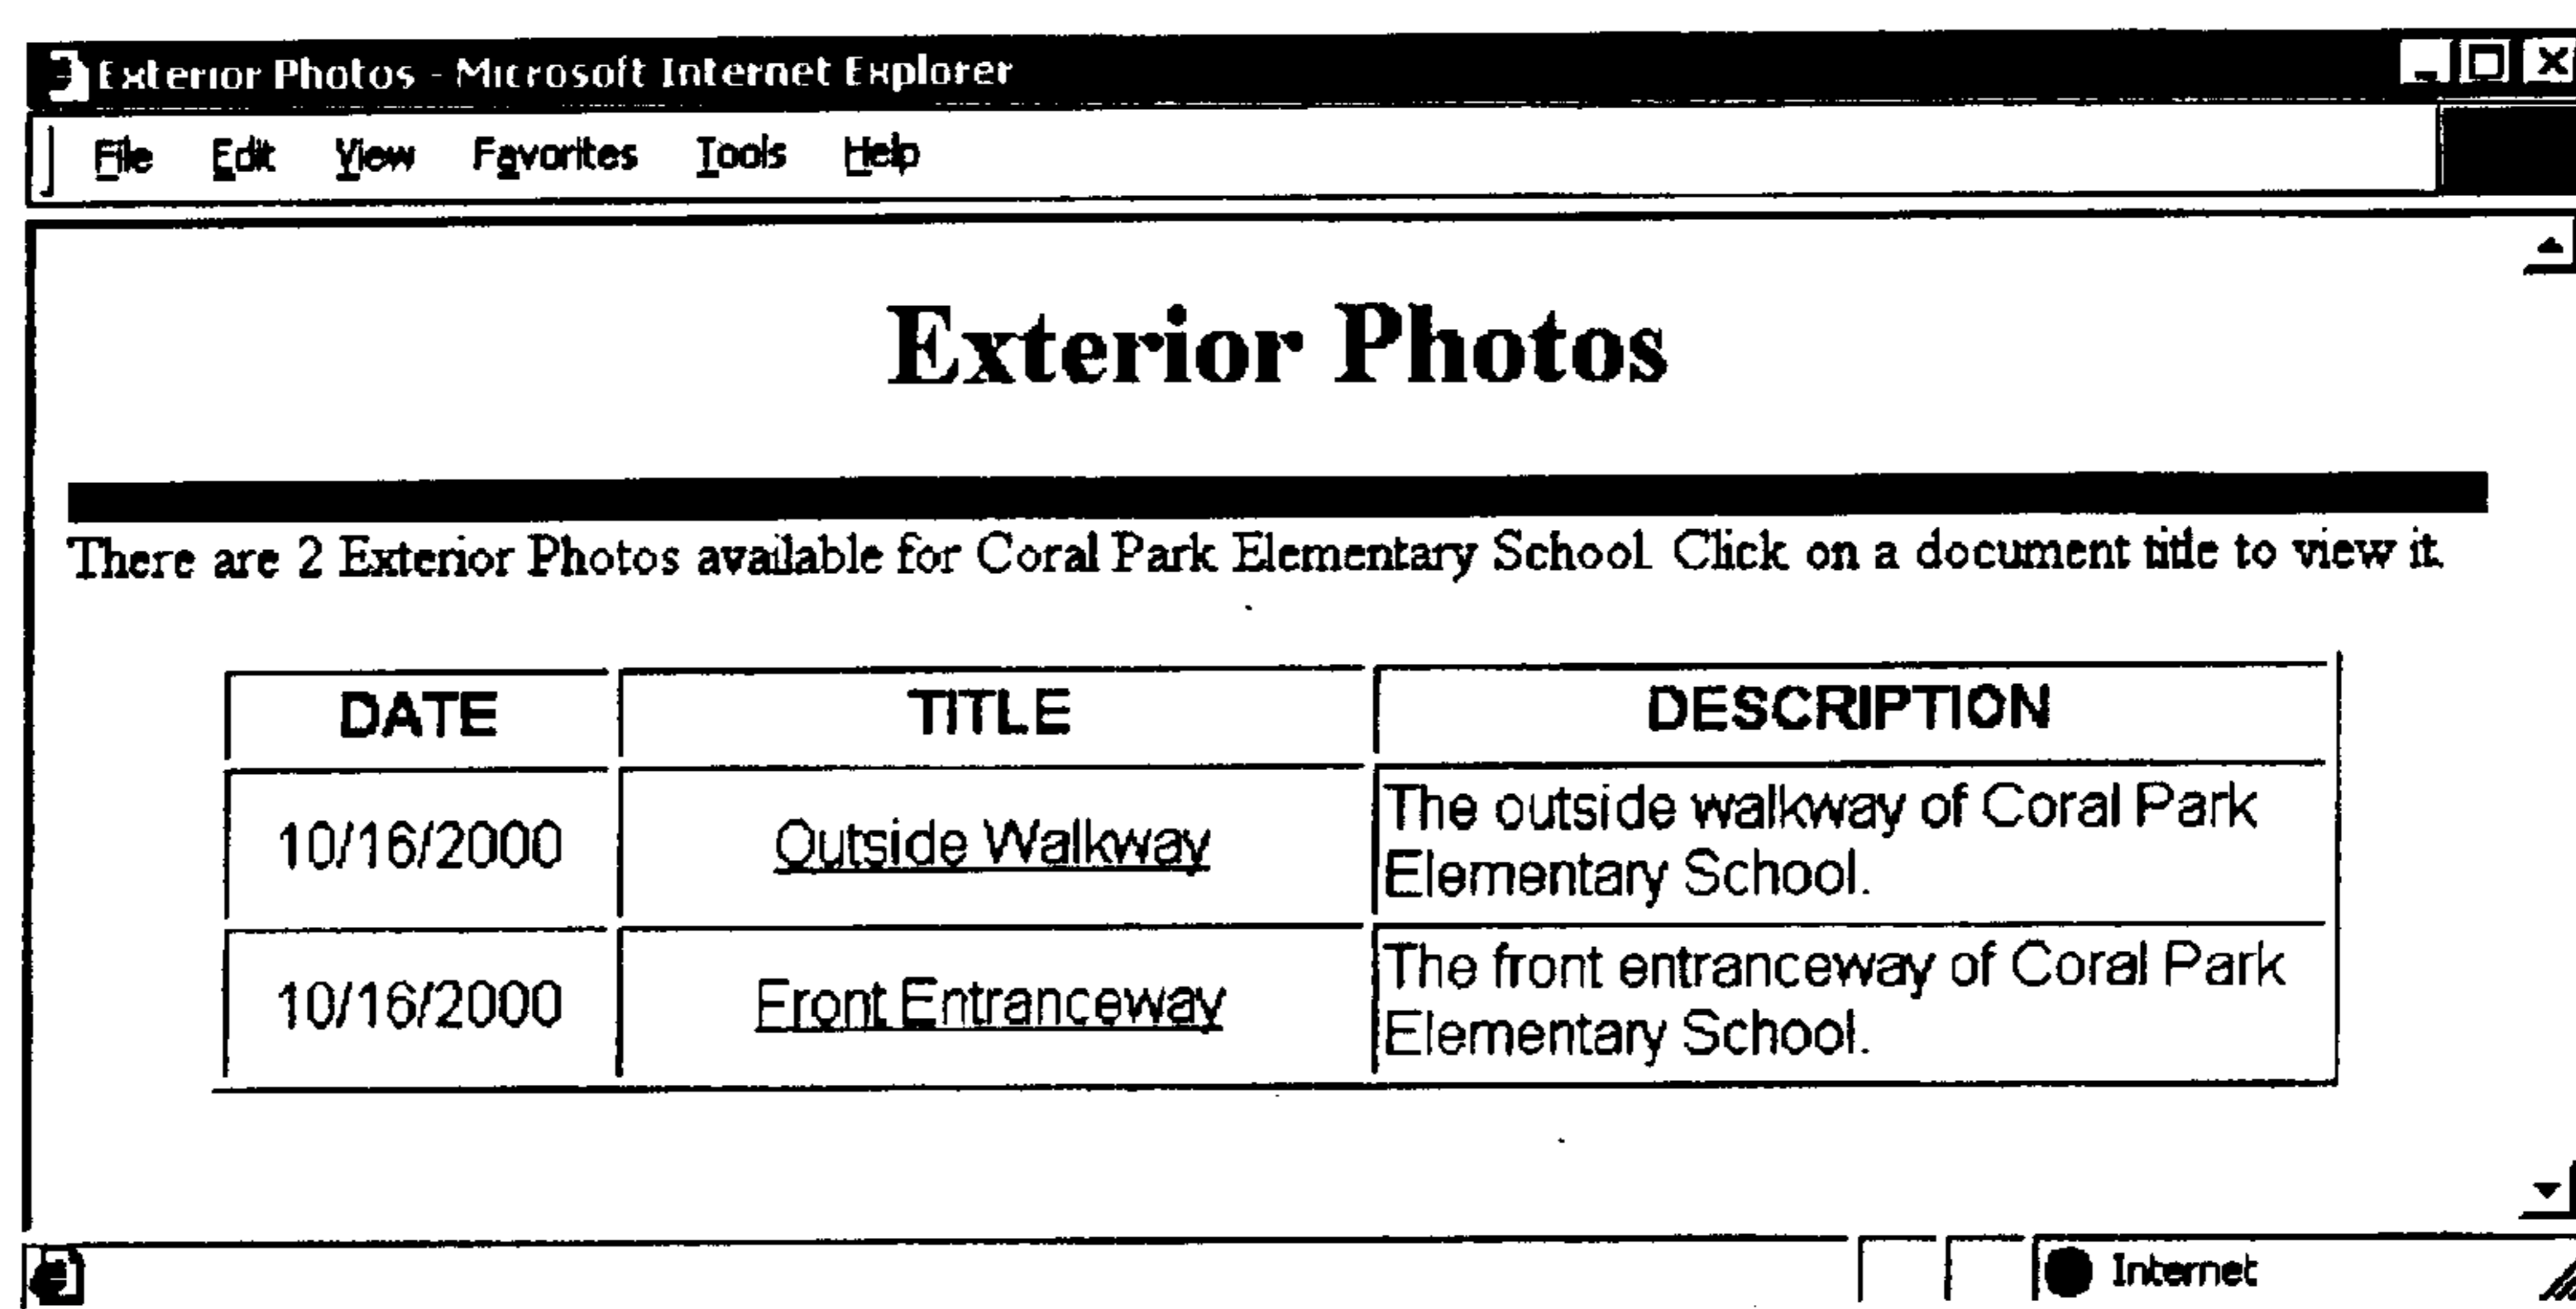 Exterior Photos - Microsoft Internet Explorer
File Edit View Favorites Tools Help
Exterior Photos
There are 2 Exterior Photos available for Coral Park Elementary School. Click on a document title to view it.
DATE TITLE DESCRIPTION
10/16/2000 Outside Walkway The outside walkway of Coral Park
Elementary School.
10/16/2000 Front Entranceway The front entranceway of Coral Park
Elementary School.
Internet